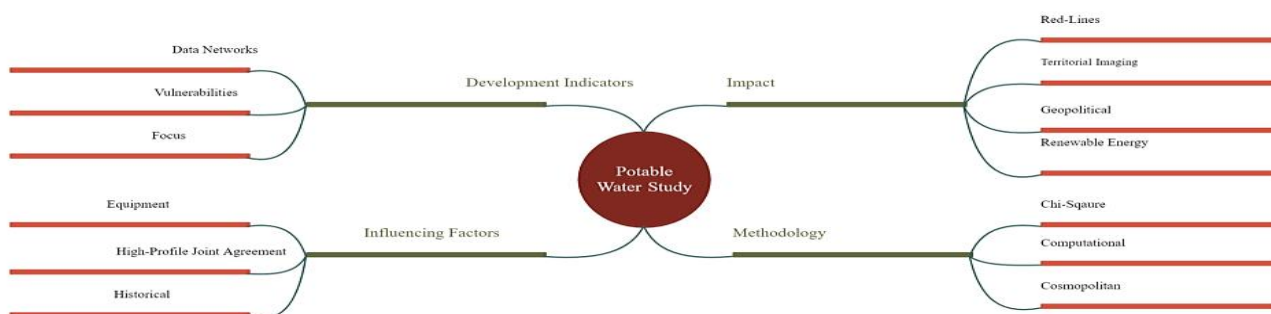 Data Networks
Vulnerabilities
Focus
Development Indicators
Equipment
High-Profile Joint Agreement
Historical
Influencing Factors
Potable
Water Study
Impact
Red-Lines
Territorial Imaging
Geopolitical
Renewable Energy
Methodology
Chi-Sqaure
Computational
Cosmopolitan